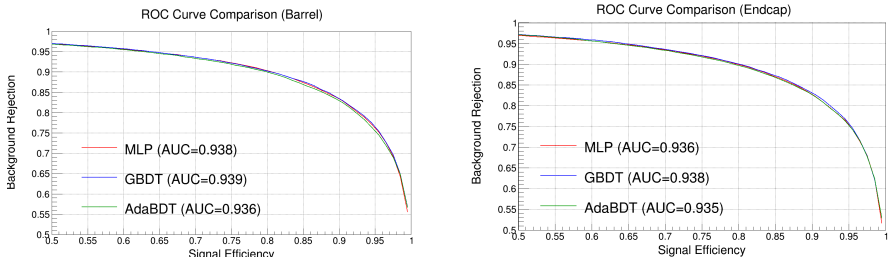 ROC Curve Comparison (Barrel)
Background Rejection
1
0.95
0.9
0.85
0.8
0.75
0.7
0.65
0.6
0.55
0.5
MLP (AUC=0.938)
GBDT (AUC=0.939)
AdaBDT (AUC=0.936)
0.5 0.55 0.6 0.65 0.7 0.75 0.8 0.85 0.9 0.95 1
Signal Efficiency
ROC Curve Comparison (Endcap)
Background Rejection
1
0.95
0.9
0.85
0.8
0.75
0.7
0.65
0.6
0.55
0.5
MLP (AUC=0.936)
GBDT (AUC=0.938)
AdaBDT (AUC=0.935)
0.5 0.55 0.6 0.65 0.7 0.75 0.8 0.85 0.9 0.95 1
Signal Efficiency